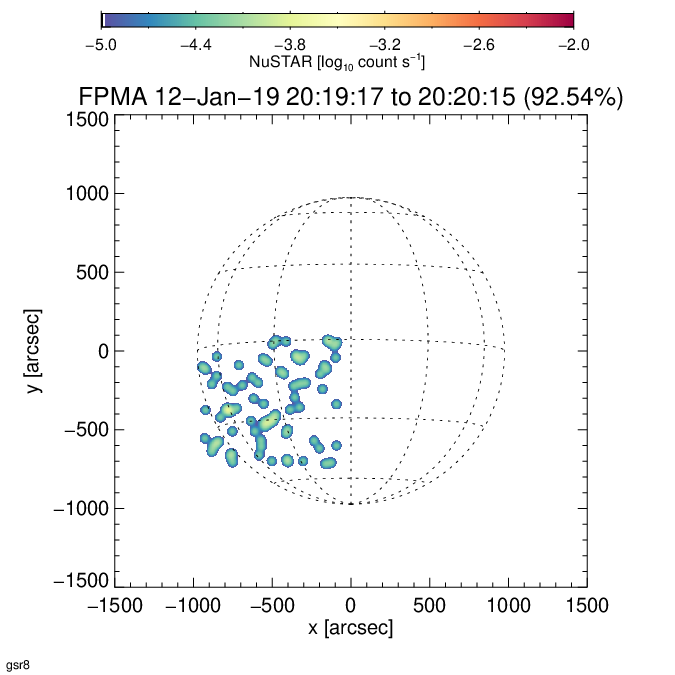 −5.0 −4.4 −3.8 −3.2 −2.6 −2.0
NuSTAR [log10 count s−1]
FPMA 12−Jan−19 20:19:17 to 20:20:15 (92.54%)
1500
1000
500
0
−500
−1000
−1500
y [arcsec]
−1500 −1000 −500 0 500 1000 1500
x [arcsec]
gsr8